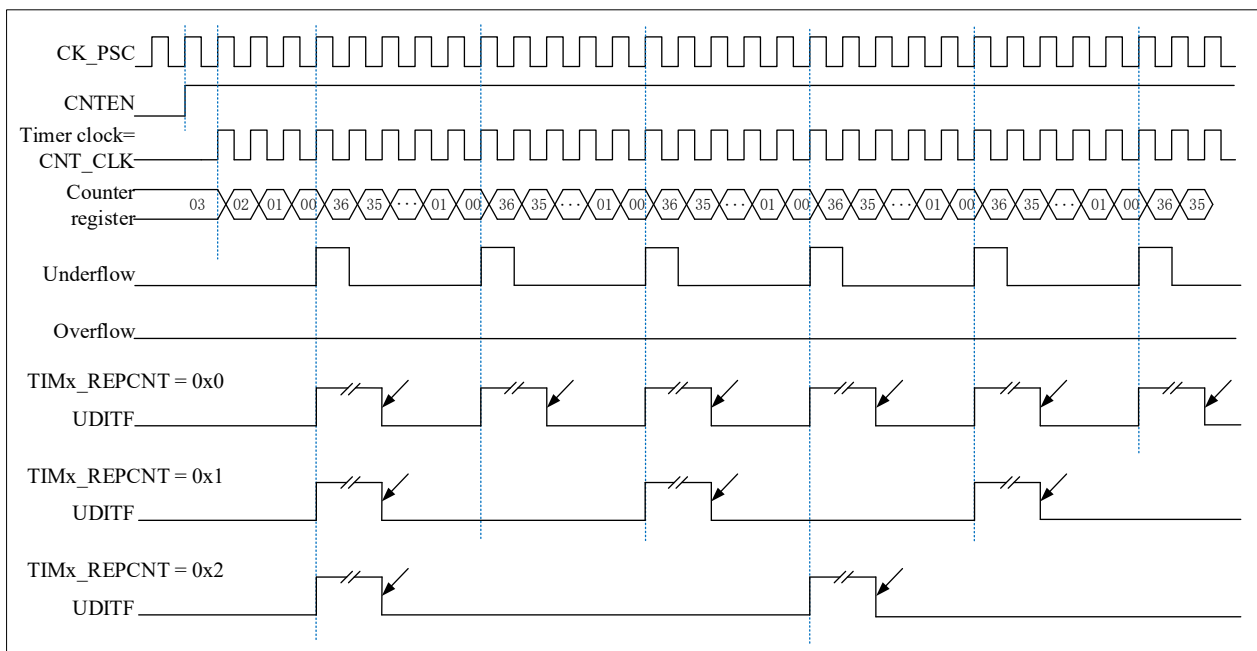 CK_PSC
CNTEN
Timer clock=
CNT_CLK
Counter
register
03 02 01 00 36 35 ··· 01 00 36 35 ··· 01 00 36 35 ··· 01 00 36 35 ··· 01 00 36 35 ··· 01 00 36 35
Underflow
Overflow
TIMx_REPCNT = 0x0
UDITF
TIMx_REPCNT = 0x1
UDITF
TIMx_REPCNT = 0x2
UDITF